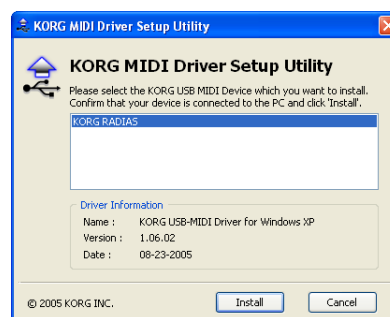 KORG MIDI Driver Setup Utility
KORG MIDI Driver Setup Utility
Please select the KORG USB MIDI Device which you want to install.
Confirm that your device is connected to the PC and click 'Install'.
KORG RADIAS
Driver Information
Name : KORG USB-MIDI Driver for Windows XP
Version : 1.06.02
Date : 08-23-2005
© 2005 KORG INC. Install Cancel